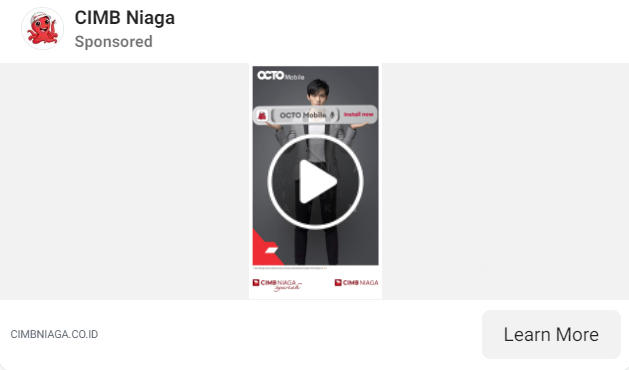 CIMB Niaga
Sponsored
OCTO Mobile
OCTO Mobile
Install now
CIMB NIAGA
syariah
CIMB NIAGA
CIMBNIAGA.CO.ID
Learn More